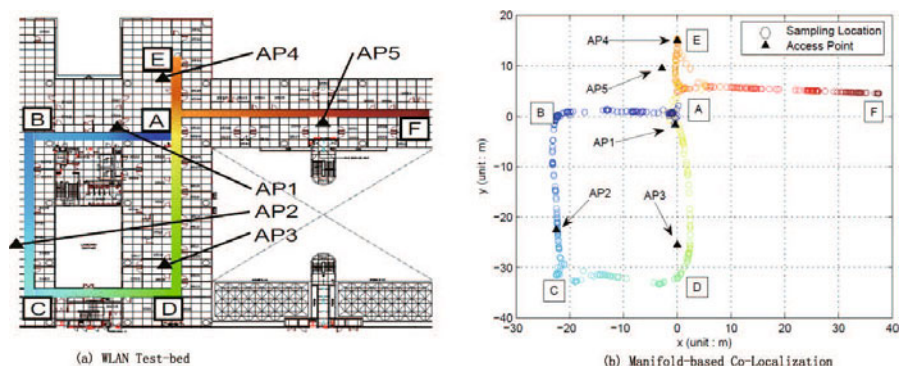 E
AP4
AP5
B
A
F
AP1
AP2
AP3
C
D
(a) WLAN Test-bed
20
10
0
-10
-20
-30
-40
y (unit : m)
AP4
E
AP5
B
A
F
AP1
AP2
AP3
C
D
Sampling Location
Access Point
-30
-20
-10
0
10
20
30
40
x (unit : m)
(b) Manifold-based Co-Localization